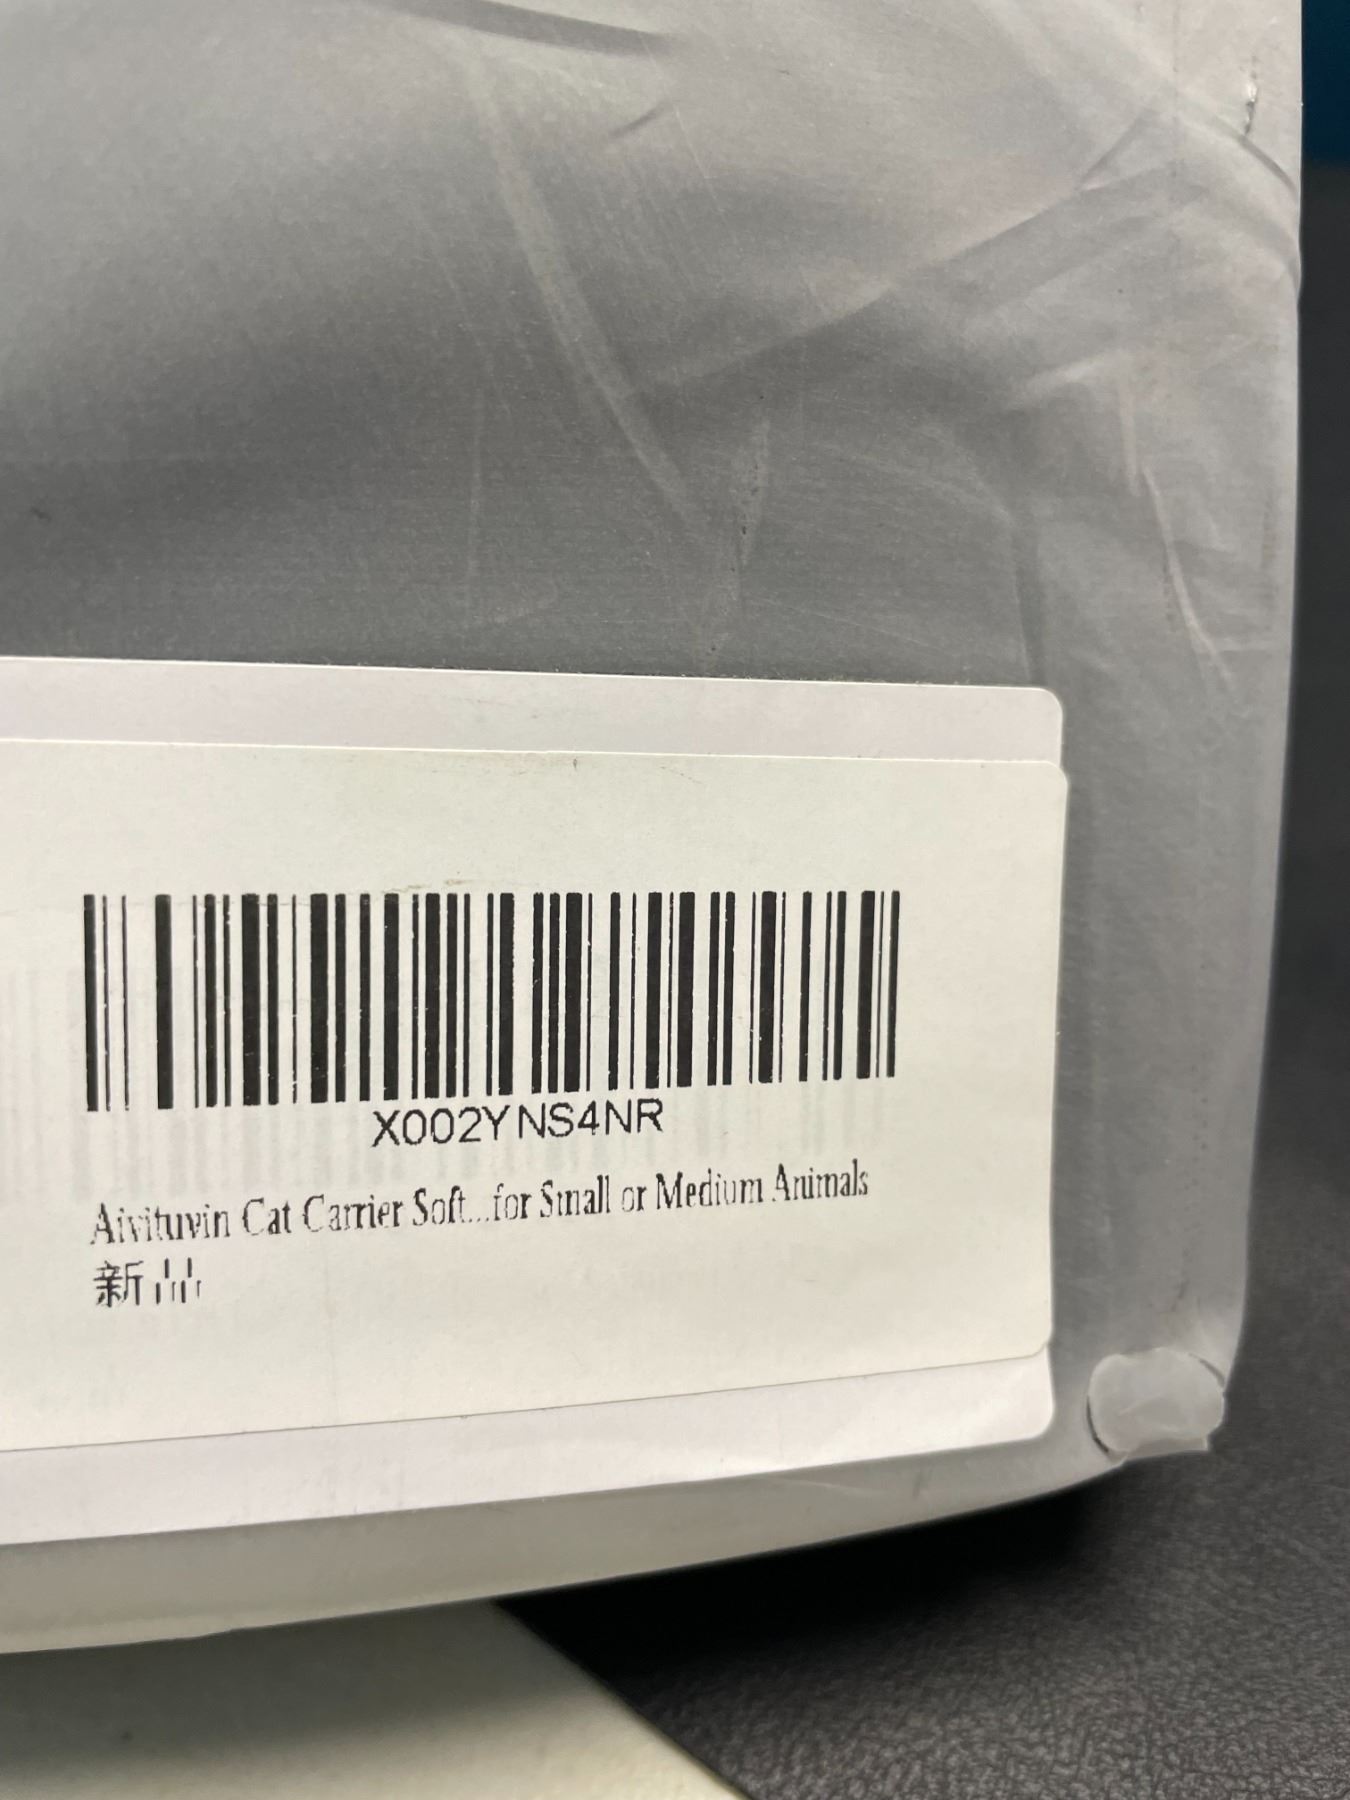 X002YNS4NR
Aivituvin Cat Carrier Soft...for Small or Medium Animals
新品